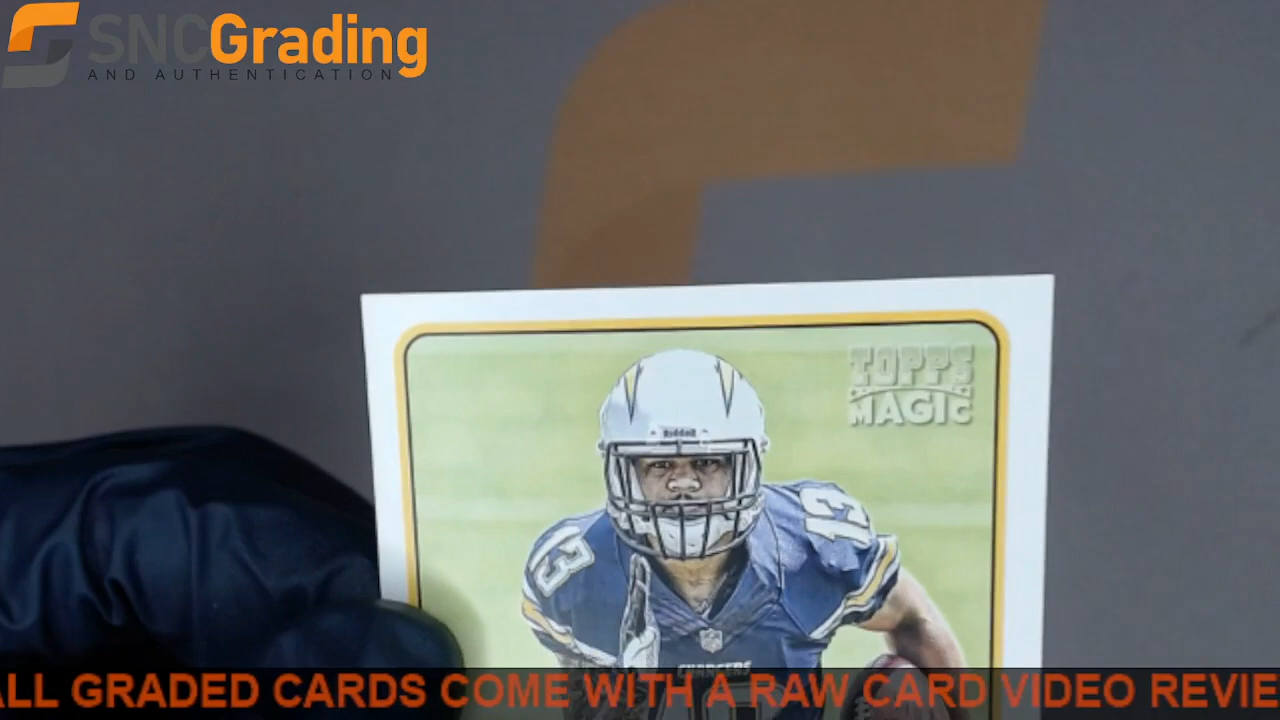 SNCGrading
AND AUTHENTICATION
TOPPS
MAGIC
Riddell
13
13
CHARGERS
ALL GRADED CARDS COME WITH A RAW CARD VIDEO REVIE